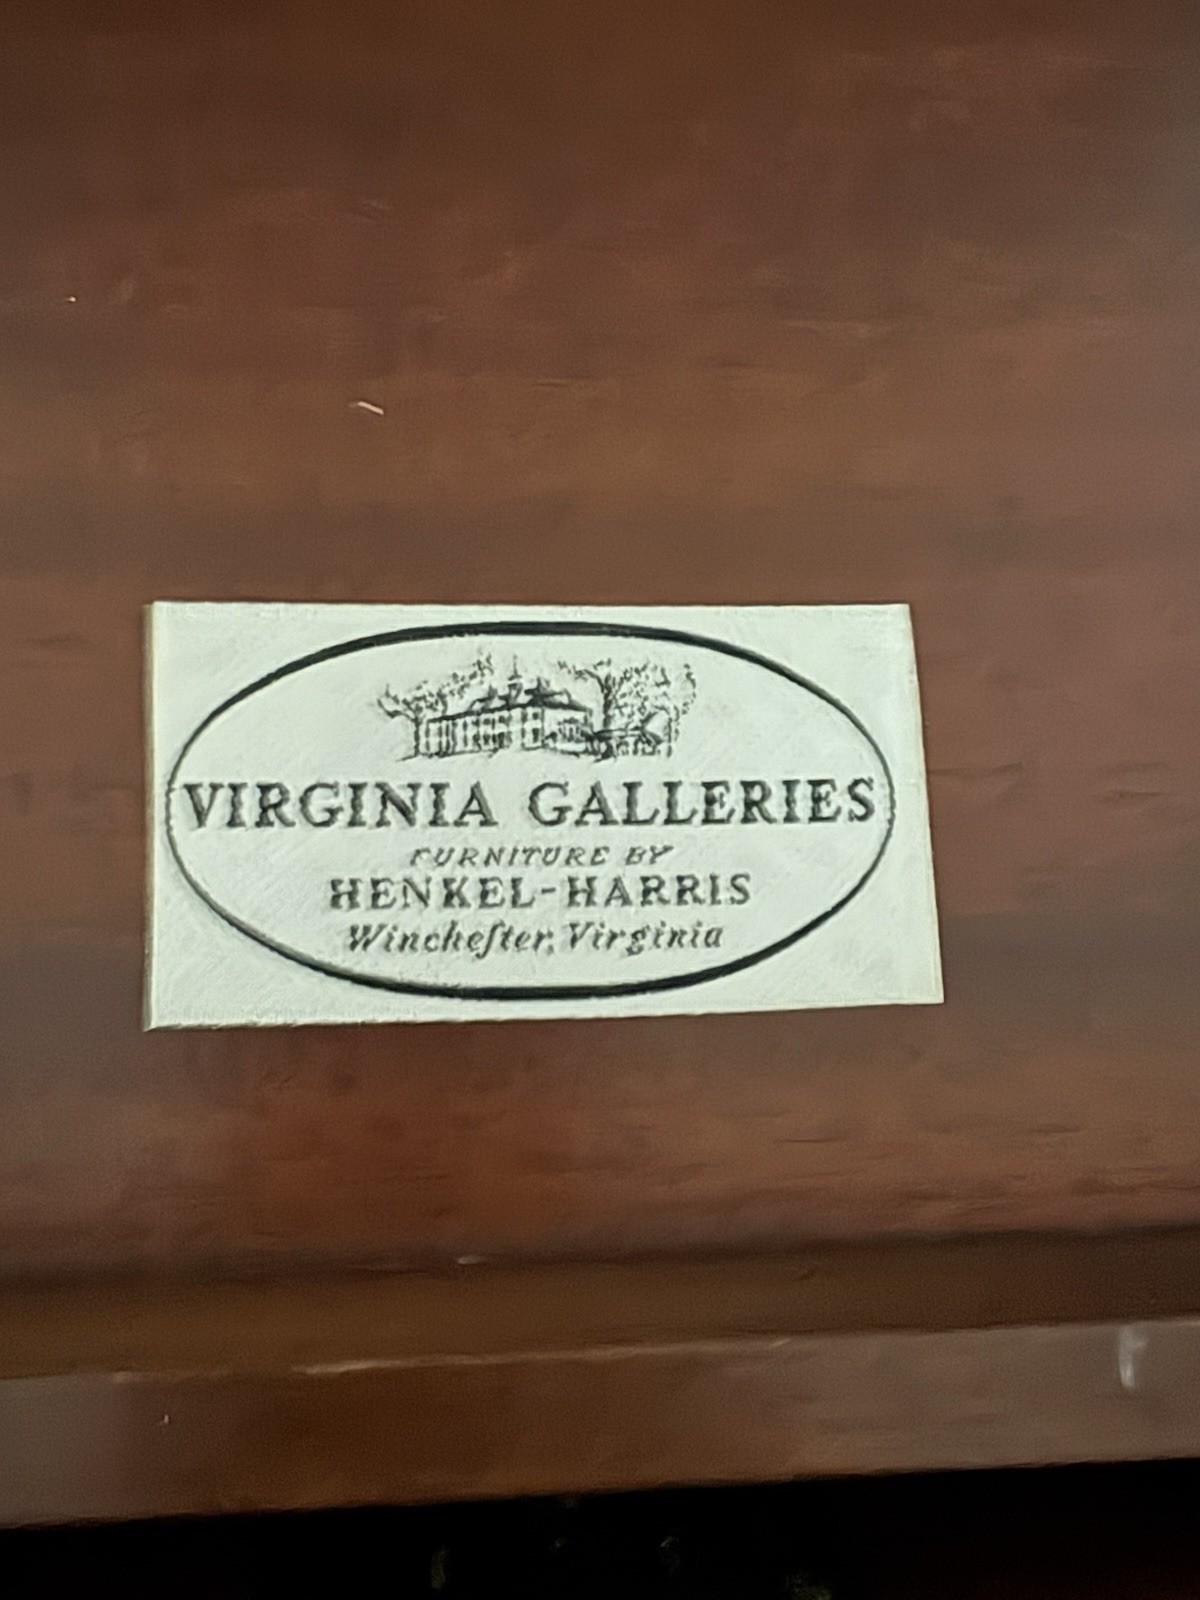 VIRGINIA GALLERIES
FURNITURE BY
HENKEL-HARRIS
Wincheſter, Virginia